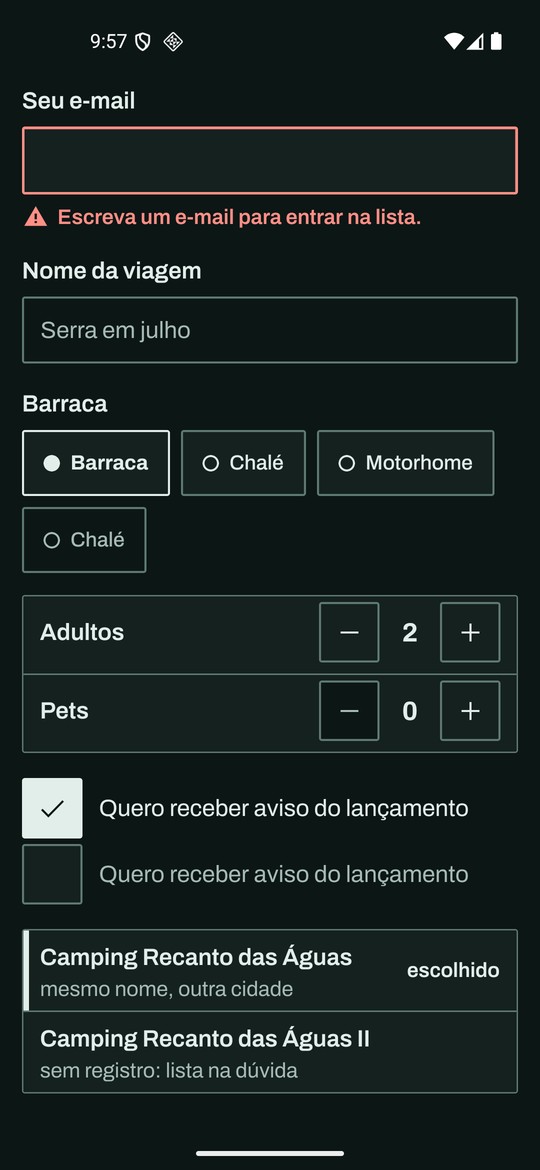 9:57
Seu e-mail
Escreva um e-mail para entrar na lista.
Nome da viagem
Serra em julho
Barraca
Barraca
Chalé
Motorhome
Chalé
Adultos
2
Pets
0
Quero receber aviso do lançamento
Quero receber aviso do lançamento
Camping Recanto das Águas
mesmo nome, outra cidade
escolhido
Camping Recanto das Águas II
sem registro: lista na dúvida